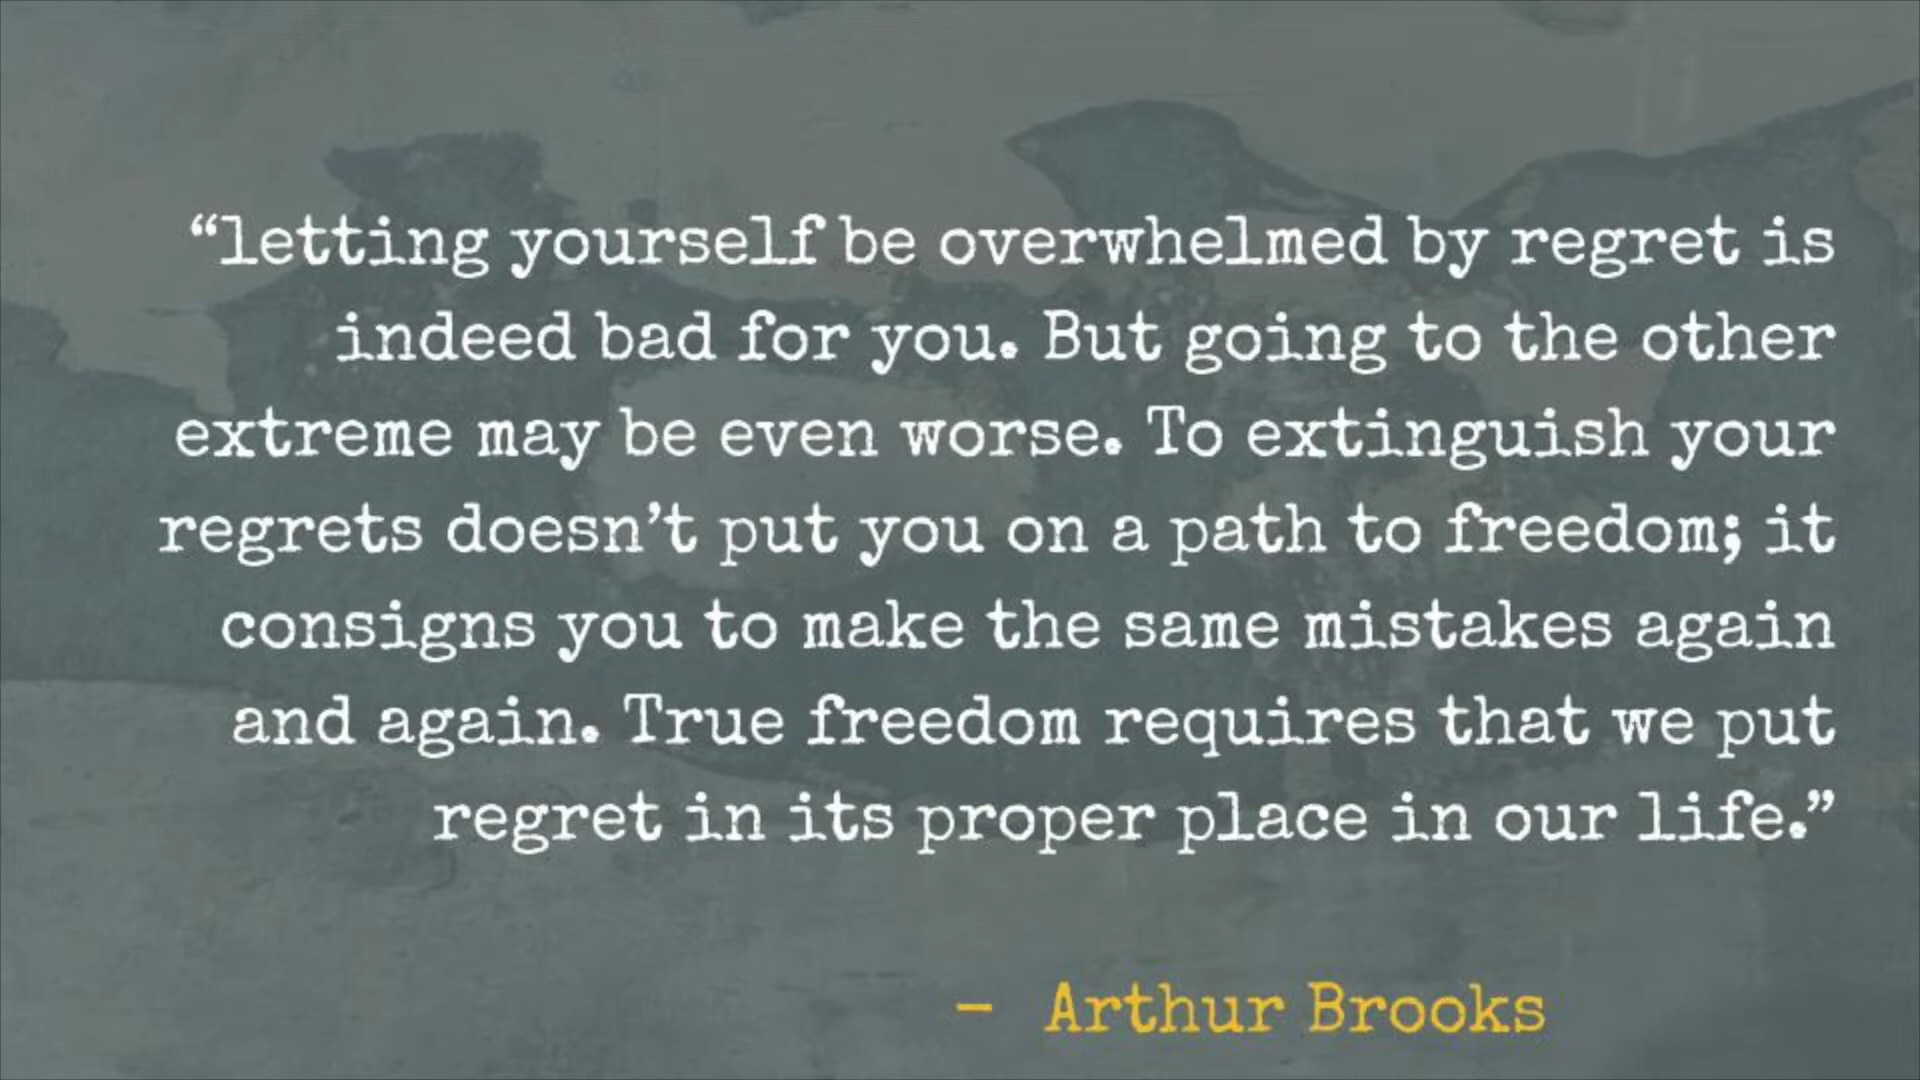 “letting yourself be overwhelmed by regret is
indeed bad for you. But going to the other
extreme may be even worse. To extinguish your
regrets doesn’t put you on a path to freedom; it
consigns you to make the same mistakes again
and again. True freedom requires that we put
regret in its proper place in our life.”
- Arthur Brooks